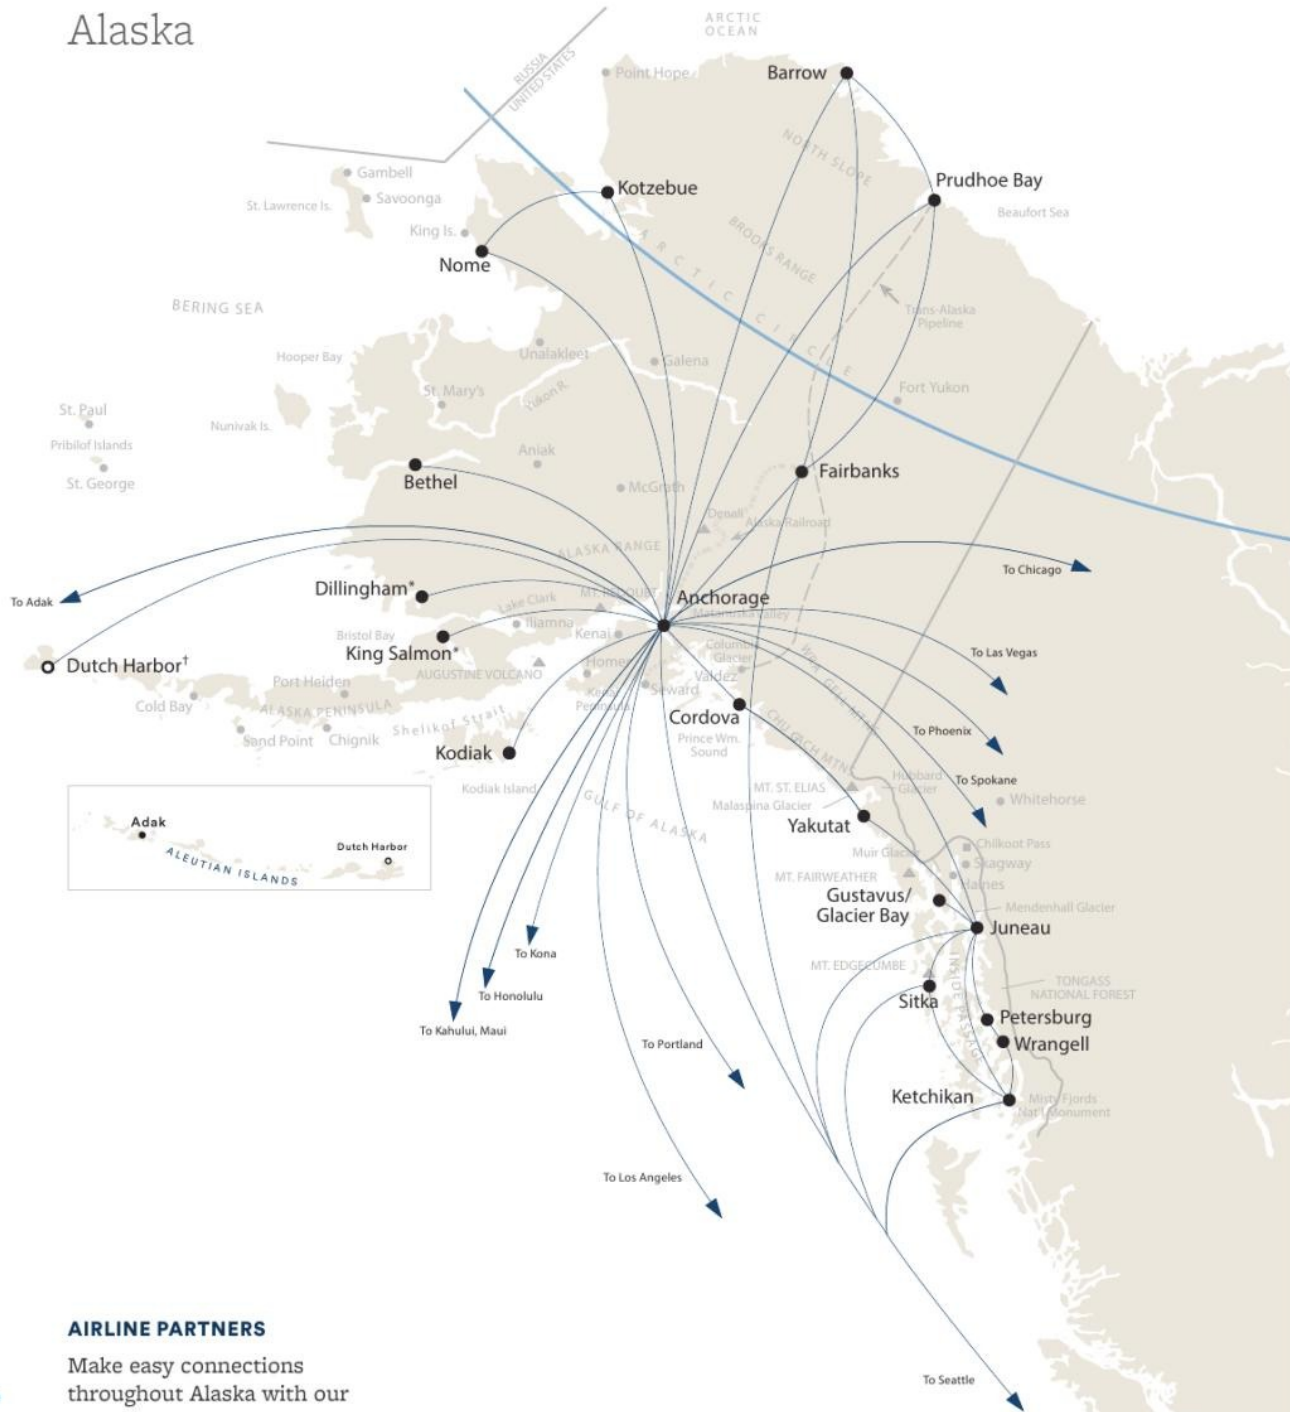 Alaska
ARCTIC
OCEAN
RUSSIA
UNITED STATES
Point Hope
Barrow
NORTH SLOPE
Gambell
Savoonga
St. Lawrence Is.
Kotzebue
Prudhoe Bay
Beaufort Sea
King Is.
Nome
BROOKS RANGE
ARCTIC CIRCLE
BERING SEA
Trans-Alaska
Pipeline
Unalakleet
Hooper Bay
Galena
Fort Yukon
St. Mary's
Yukon R.
St. Paul
Nunivak Is.
Pribilof Islands
Aniak
St. George
Bethel
McGrath
Fairbanks
Denali
Alaska Railroad
ALASKA RANGE
To Chicago
Dillingham*
To Adak
Lake Clark
MT. REDOUBT
Anchorage
Matanuska Valley
Iliamna
Bristol Bay
Kenai
King Salmon*
Columbia
Glacier
To Las Vegas
WRANGELL MTNS
Dutch Harbor†
Homer
AUGUSTINE VOLCANO
Valdez
Port Heiden
Kenai
Peninsula
Seward
Cold Bay
ALASKA PENINSULA
Shelikof Strait
Cordova
CHUGACH MTNS
Sand Point
Chignik
Prince Wm.
Sound
To Phoenix
Kodiak
Hubbard
Glacier
To Spokane
MT. ST. ELIAS
Kodiak Island
GULF OF ALASKA
Malaspina Glacier
Whitehorse
Adak
Yakutat
Dutch Harbor
ALEUTIAN ISLANDS
Muir Glacier
Chilkoot Pass
Skagway
MT. FAIRWEATHER
Haines
Gustavus/
Glacier Bay
Mendenhall Glacier
Juneau
To Kona
MT. EDGECUMBE
INSIDE PASSAGE
TONGASS
NATIONAL FOREST
To Honolulu
Sitka
Petersburg
To Kahului, Maui
To Portland
Wrangell
Ketchikan
Misty Fjords
Nat'l Monument
To Los Angeles
AIRLINE PARTNERS
Make easy connections
throughout Alaska with our
To Seattle